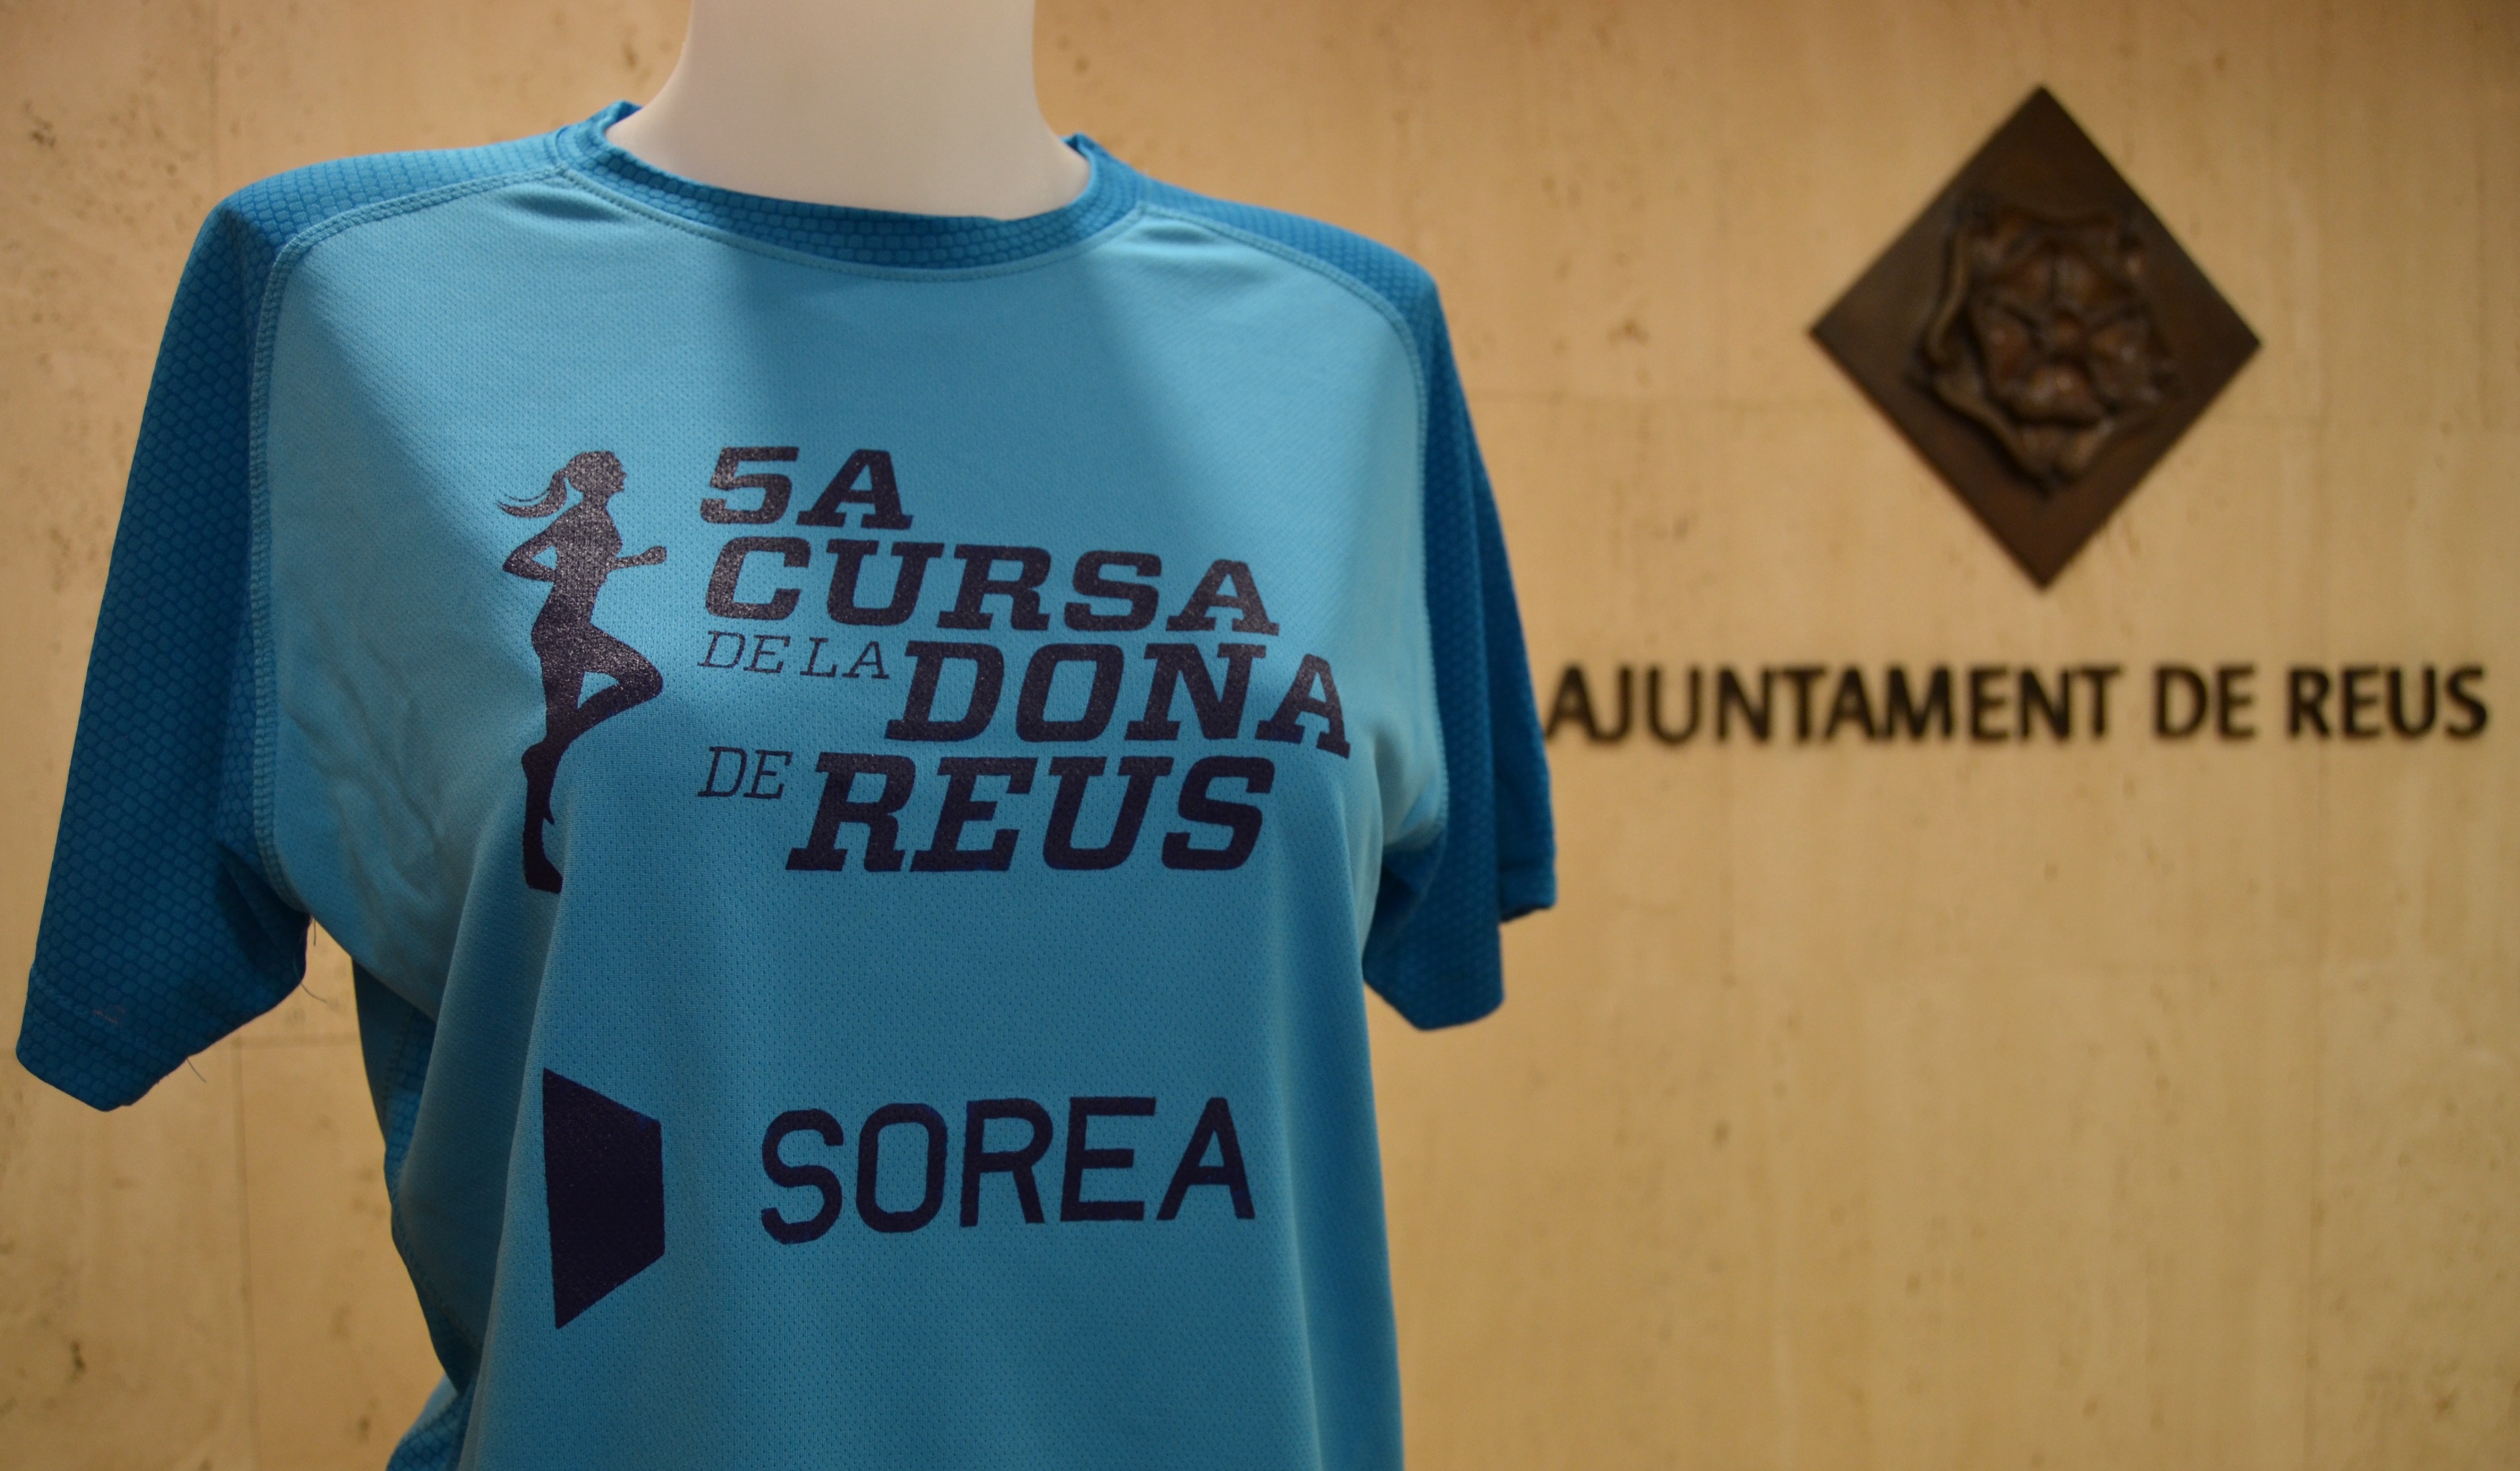 5A
CURSA
DE LA DONA
DE REUS
SOREA
AJUNTAMENT DE REUS